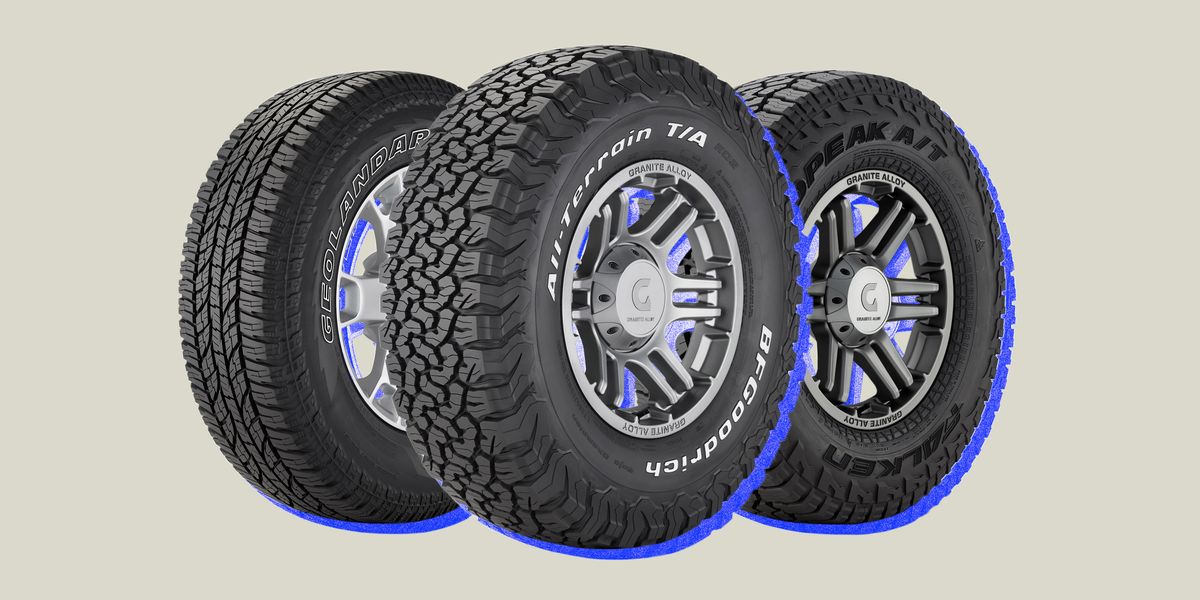 GEOLANDAR
All-Terrain T/A KO2
BFGoodrich
GRANITE ALLOY
G
GRANITE ALLOY
GRANITE ALLOY
PEAK A/T
FALKEN
GRANITE ALLOY
G
GRANITE ALLOY
GRANITE ALLOY